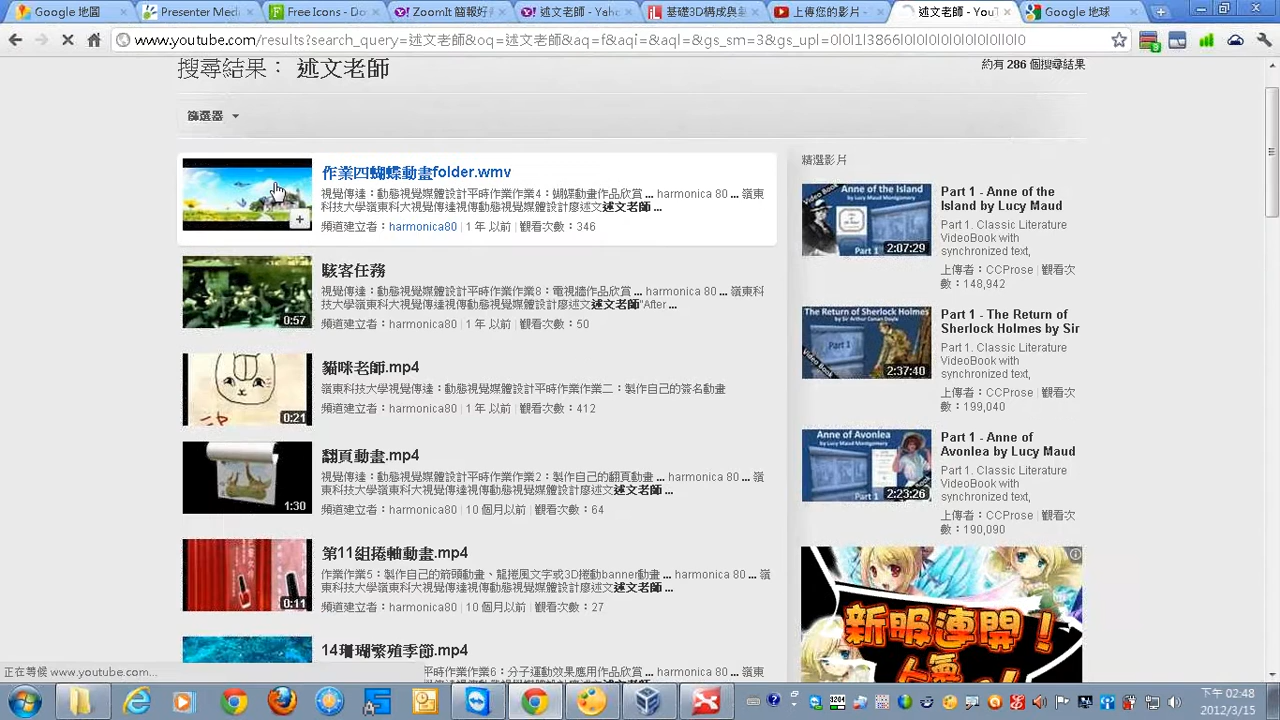 Google 地圖
Presenter Med
Free Icons - Do
ZoomIt 簡報好
述文老師 - Yaho
基礎3D構成與
上傳您的影片 -
述文老師 - YouT
Google 地球
www.youtube.com/results?search_query=述文老師&oq=述文老師&aq=f&aqi=&aql=&gs_sm=3&gs_upl=0l0l1l3866l0l0l0l0l0l0l0l0ll0l0
搜尋結果： 述文老師
約有 286 個搜尋結果
篩選器
作業四蝴蝶動畫folder.wmv
視覺傳達：動態視覺媒體設計平時作業作業4：蝴蝶動畫作品欣賞 ... harmonica 80 ... 嶺東
科技大學嶺東科大視覺傳達視傳動態視覺媒體設計廖述文述文老師 ...
頻道建立者：harmonica80 | 1 年 以前 | 觀看次數：346
駭客任務
視覺傳達：動態視覺媒體設計平時作業作業8：電視牆作品欣賞 ... harmonica 80 ... 嶺東科
技大學嶺東科大視覺傳達視傳動態視覺媒體設計廖述文述文老師"After ...
頻道建立者：harmonica80 | 1 年以前 | 觀看次數：50
0:57
貓咪老師.mp4
嶺東科技大學視覺傳達：動態視覺媒體設計平時作業作業二：製作自己的簽名動畫
頻道建立者：harmonica80 | 1 年以前 | 觀看次數：412
0:21
翻頁動畫.mp4
視覺傳達：動態視覺媒體設計平時作業作業2：製作自己的翻頁動畫 ... harmonica 80 ... 嶺
東科技大學嶺東科大視覺傳達視傳動態視覺媒體設計廖述文述文老師 ...
頻道建立者：harmonica80 | 10 個月以前 | 觀看次數：64
1:30
第11組捲軸動畫.mp4
作業作業5：製作自己的箭頭動畫、龍捲風文字或3D捲動banner動畫 ... harmonica 80 ... 嶺
東科技大學嶺東科大視覺傳達視傳動態視覺媒體設計廖述文述文老師 ...
頻道建立者：harmonica80 | 10 個月以前 | 觀看次數：27
0:11
14珊瑚繁殖季節.mp4
平時作業作業6：分子運動效果應用作品欣賞 ... harmonica 80 ... 嶺東
精選影片
Video Book
Anne of the Island
by Lucy Maud Montgomery
2:07:29
Part 1 - Anne of the
Island by Lucy Maud
Part 1. Classic Literature
VideoBook with
synchronized text,
上傳者：CCProse | 觀看次
數：148,942
The Return of Sherlock Holmes
by Sir Arthur Conan Doyle
Part 1
Video Book
2:37:40
Part 1 - The Return of
Sherlock Holmes by Sir
Part 1. Classic Literature
VideoBook with
synchronized text,
上傳者：CCProse | 觀看次
數：199,040
Anne of Avonlea
by Lucy Maud Montgomery
Part 1
2:23:26
Part 1 - Anne of
Avonlea by Lucy Maud
Part 1. Classic Literature
VideoBook with
synchronized text,
上傳者：CCProse | 觀看次
數：190,090
新服連開！
正在等候 www.youtube.com...
下午 02:48
2012/3/15